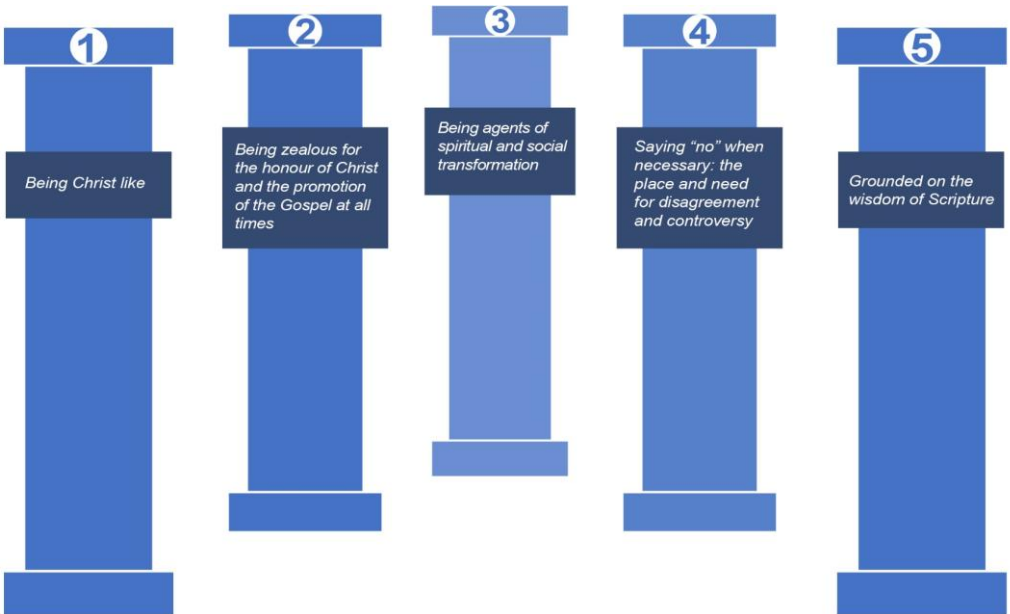 1
Being Christ like
2
Being zealous for
the honour of Christ
and the promotion
of the Gospel at all
times
3
Being agents of
spiritual and social
transformation
4
Saying “no” when
necessary: the
place and need
for disagreement
and controversy
5
Grounded on the
wisdom of Scripture